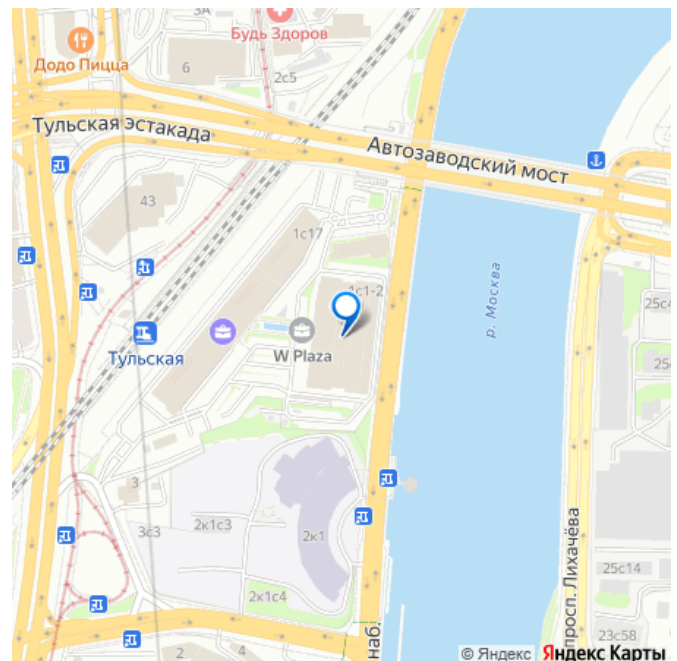 3А
Будь Здоров
Додо Пицца
6
2с5
Тульская эстакада
Автозаводский мост
43
1с17
р. Москва
1с1-2
25с4
W Plaza
Тульская
25
3
3с3
2к1с3
2к1
просп. Лихачёва
25с14
2к1с4
наб.
23с58
2
4
© Яндекс Яндекс Карты